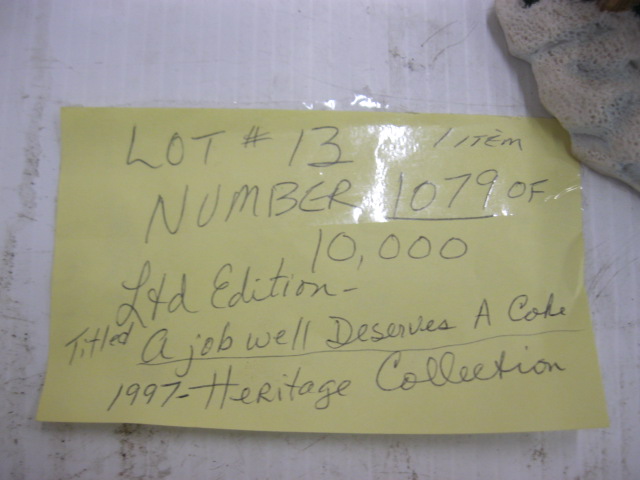 LOT # 13 1 ITEM
NUMBER 1079 OF
10,000
Ltd Edition-
Titled A job well Deserves A Coke
1997-Heritage Collection